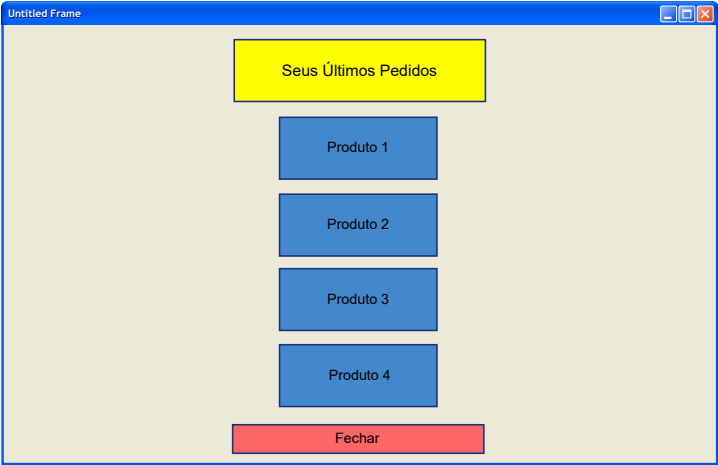 Untitled Frame
Seus Últimos Pedidos
Produto 1
Produto 2
Produto 3
Produto 4
Fechar